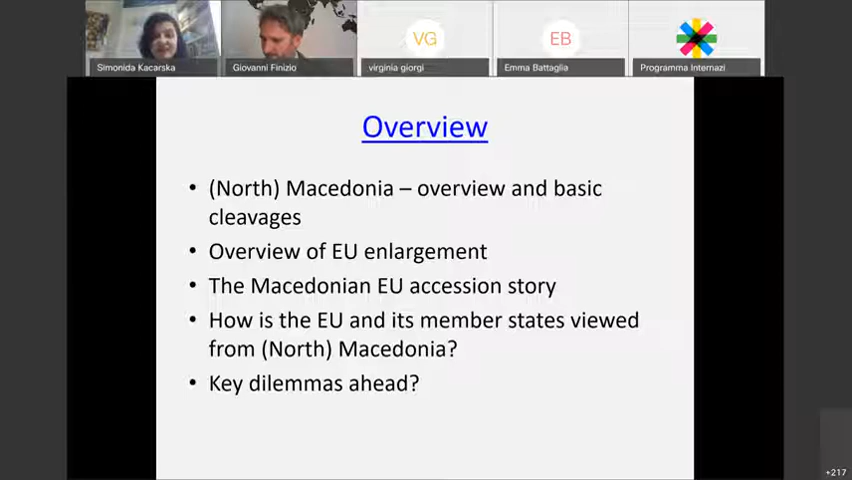 VG
EB
Simonida Kacarska
Giovanni Finizio
virginia giorgi
Emma Battaglia
Programma Internazi
Overview
• (North) Macedonia – overview and basic
cleavages
• Overview of EU enlargement
• The Macedonian EU accession story
• How is the EU and its member states viewed
from (North) Macedonia?
• Key dilemmas ahead?
+217